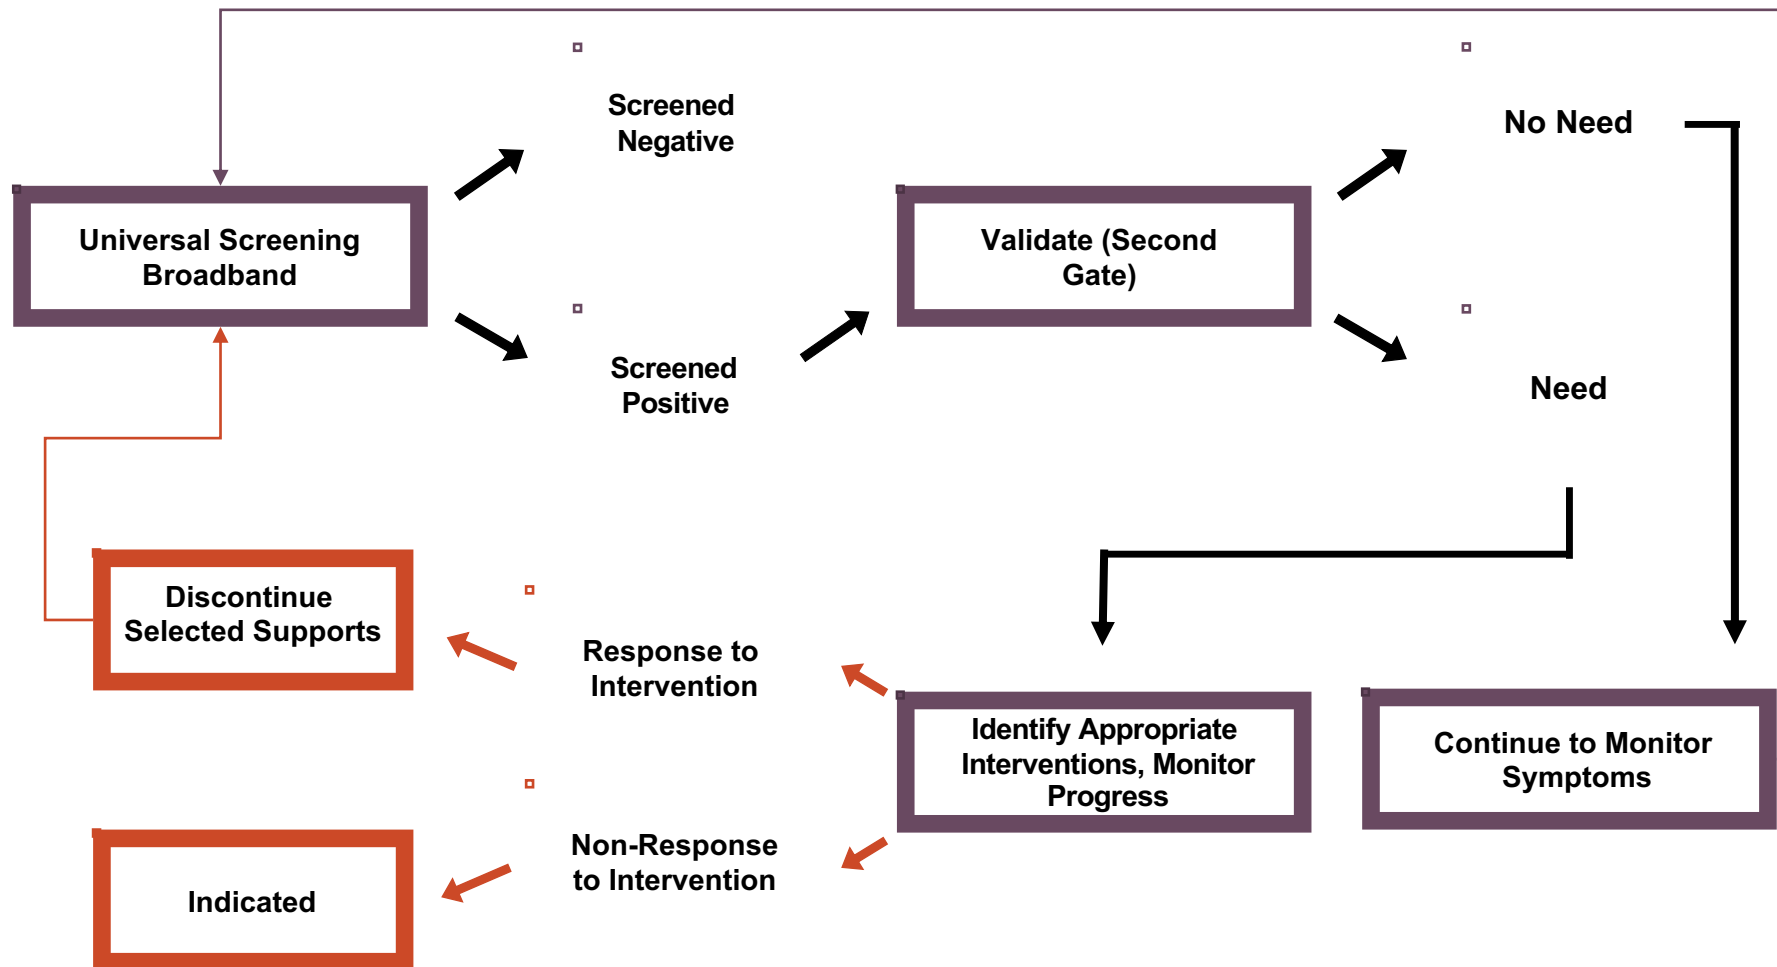 Screened
Negative
No Need
Universal Screening
Broadband
Validate (Second
Gate)
Screened
Positive
Need
Discontinue
Selected Supports
Response to
Intervention
Identify Appropriate
Interventions, Monitor
Progress
Continue to Monitor
Symptoms
Non-Response
to Intervention
Indicated